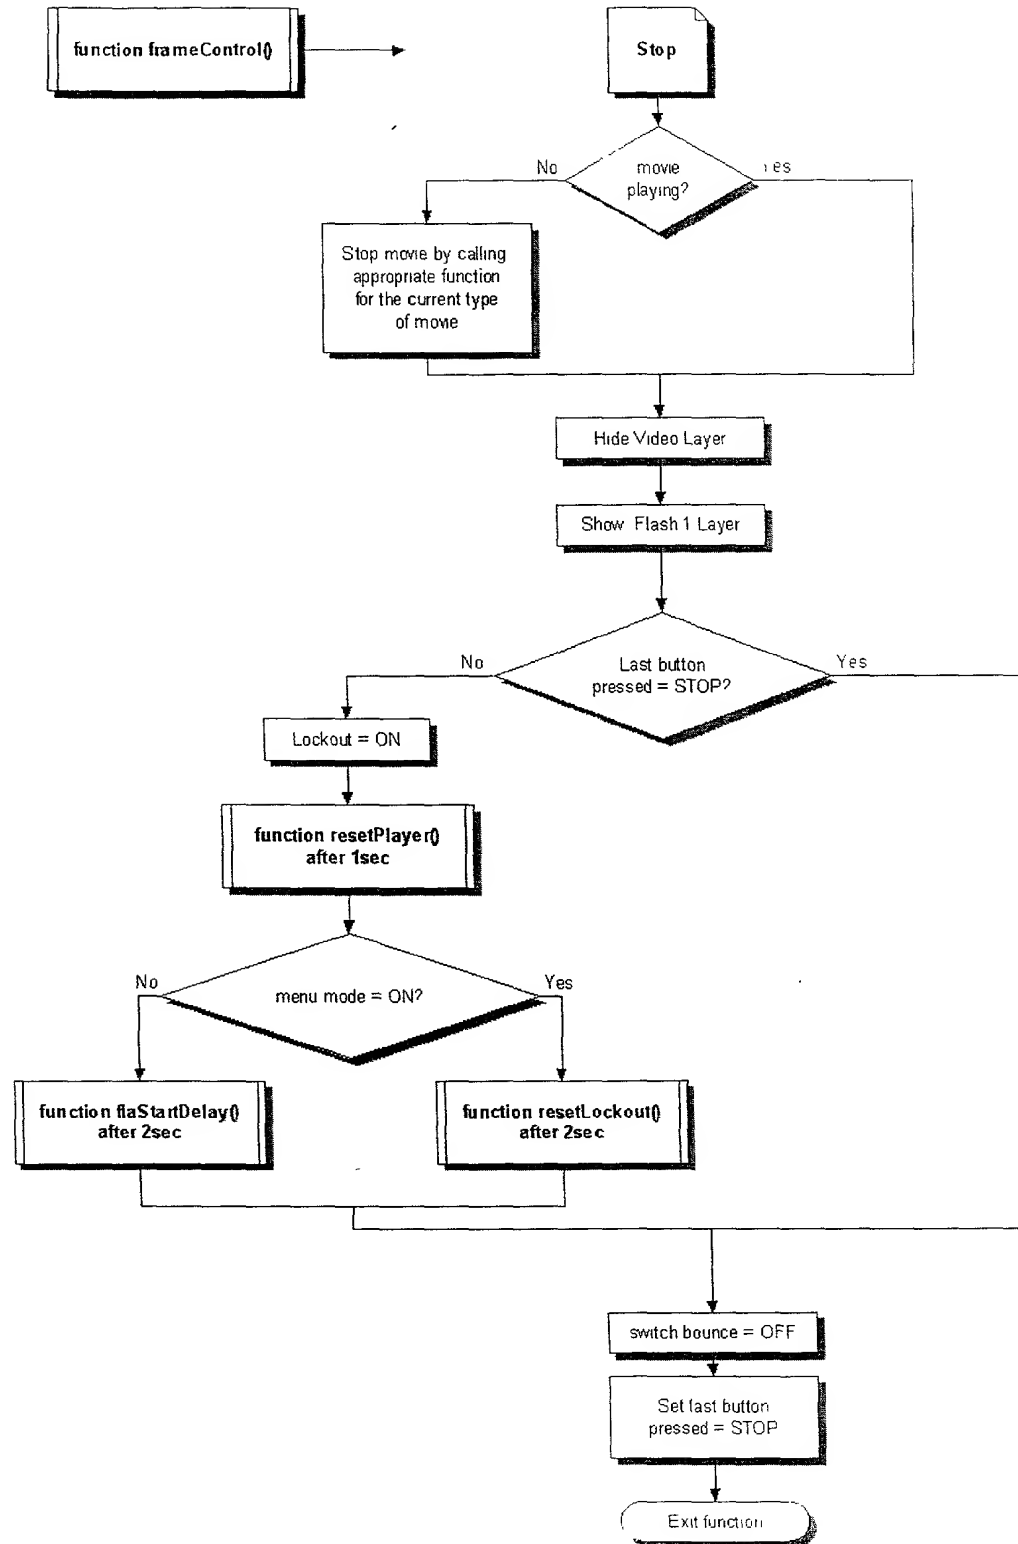 function frameControl()
Stop
No
movie
playing?
Stop movie by calling
appropriate function
for the current type
of movie
Hide Video Layer
Show Flash 1 Layer
No
Last button
pressed = STOP?
Yes
Lockout = ON
function resetPlayer()
after 1sec
No
menu mode = ON?
Yes
function flaStartDelay()
after 2sec
function resetLockout()
after 2sec
switch bounce = OFF
Set last button
pressed = STOP
Exit function